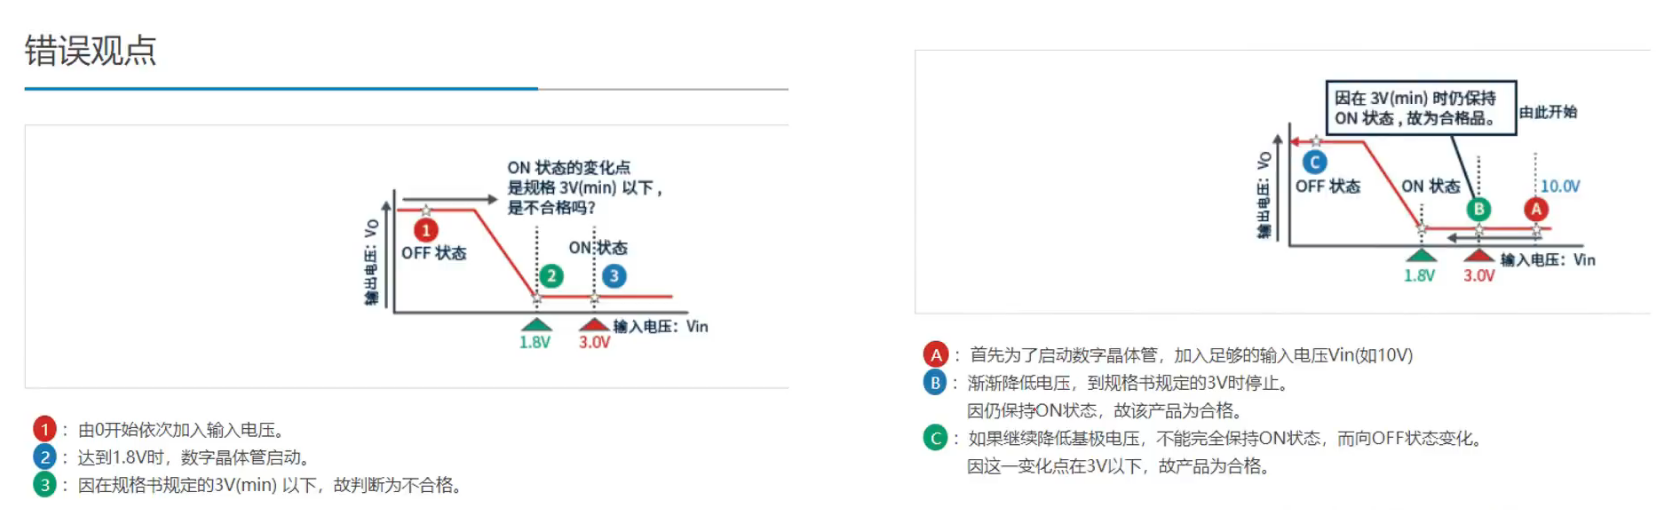 错误观点
ON 状态的变化点
是规格 3V(min) 以下，
是不合格吗?
输出电压：Vo
1
OFF 状态
ON 状态
2
3
输入电压：Vin
1.8V
3.0V
1：由0开始依次加入输入电压。
2：达到1.8V时，数字晶体管启动。
3：因在规格书规定的3V(min) 以下，故判断为不合格。
因在 3V(min) 时仍保持
ON 状态 , 故为合格品。
由此开始
输出电压：Vo
C
OFF 状态
ON 状态
10.0V
B
A
输入电压：Vin
1.8V
3.0V
A：首先为了启动数字晶体管，加入足够的输入电压Vin(如10V)
B：渐渐降低电压，到规格书规定的3V时停止。
因仍保持ON状态，故该产品为合格。
C：如果继续降低基极电压，不能完全保持ON状态，而向OFF状态变化。
因这一变化点在3V以下，故产品为合格。